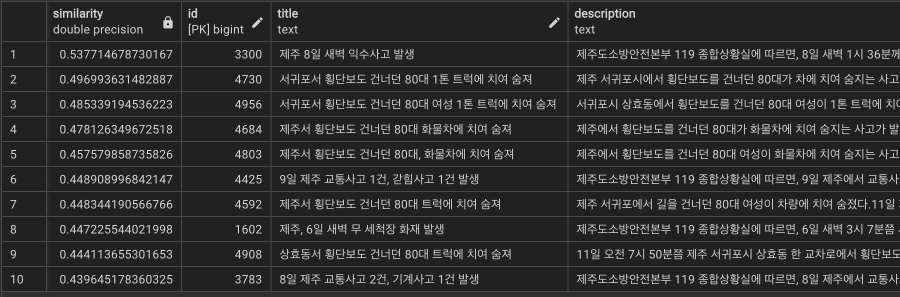 similarity id title description
double precision [PK] bigint text text
1 0.537714678730167 3300 제주 8일 새벽 익수사고 발생 제주도소방안전본부 119 종합상황실에 따르면, 8일 새벽 1시 36분께
2 0.496993631482887 4730 서귀포서 횡단보도 건너던 80대 1톤 트럭에 치여 숨져 제주 서귀포시에서 횡단보도를 건너던 80대가 차에 치여 숨지는 사고
3 0.485339194536223 4956 서귀포서 횡단보도 건너던 80대 여성 1톤 트럭에 치여 숨져 서귀포시 상효동에서 횡단보도를 건너던 80대 여성이 1톤 트럭에 치여
4 0.478126349672518 4684 제주서 횡단보도 건너던 80대 화물차에 치여 숨져 제주에서 횡단보도를 건너던 80대가 화물차에 치여 숨지는 사고가 발
5 0.457579858735826 4803 제주서 횡단보도 건너던 80대, 화물차에 치여 숨져 제주에서 횡단보도를 건너던 80대 여성이 화물차에 치여 숨지는 사고
6 0.448908996842147 4425 9일 제주 교통사고 1건, 갇힘사고 1건 발생 제주도소방안전본부 119 종합상황실에 따르면, 9일 제주에서 교통사
7 0.448344190566766 4592 제주서 횡단보도 건너던 80대 트럭에 치여 숨져 제주 서귀포에서 길을 건너던 80대 여성이 차량에 치여 숨졌다.11일
8 0.447225544021998 1602 제주, 6일 새벽 무 세척장 화재 발생 제주도소방안전본부 119 종합상황실에 따르면, 6일 새벽 3시 7분쯤
9 0.444113655301653 4908 상효동서 횡단보도 건너던 80대 트럭에 치여 숨져 11일 오전 7시 50분쯤 제주 서귀포시 상효동 한 교차로에서 횡단보도
10 0.439645178360325 3783 8일 제주 교통사고 2건, 기계사고 1건 발생 제주도소방안전본부 119 종합상황실에 따르면, 8일 제주에서 교통사